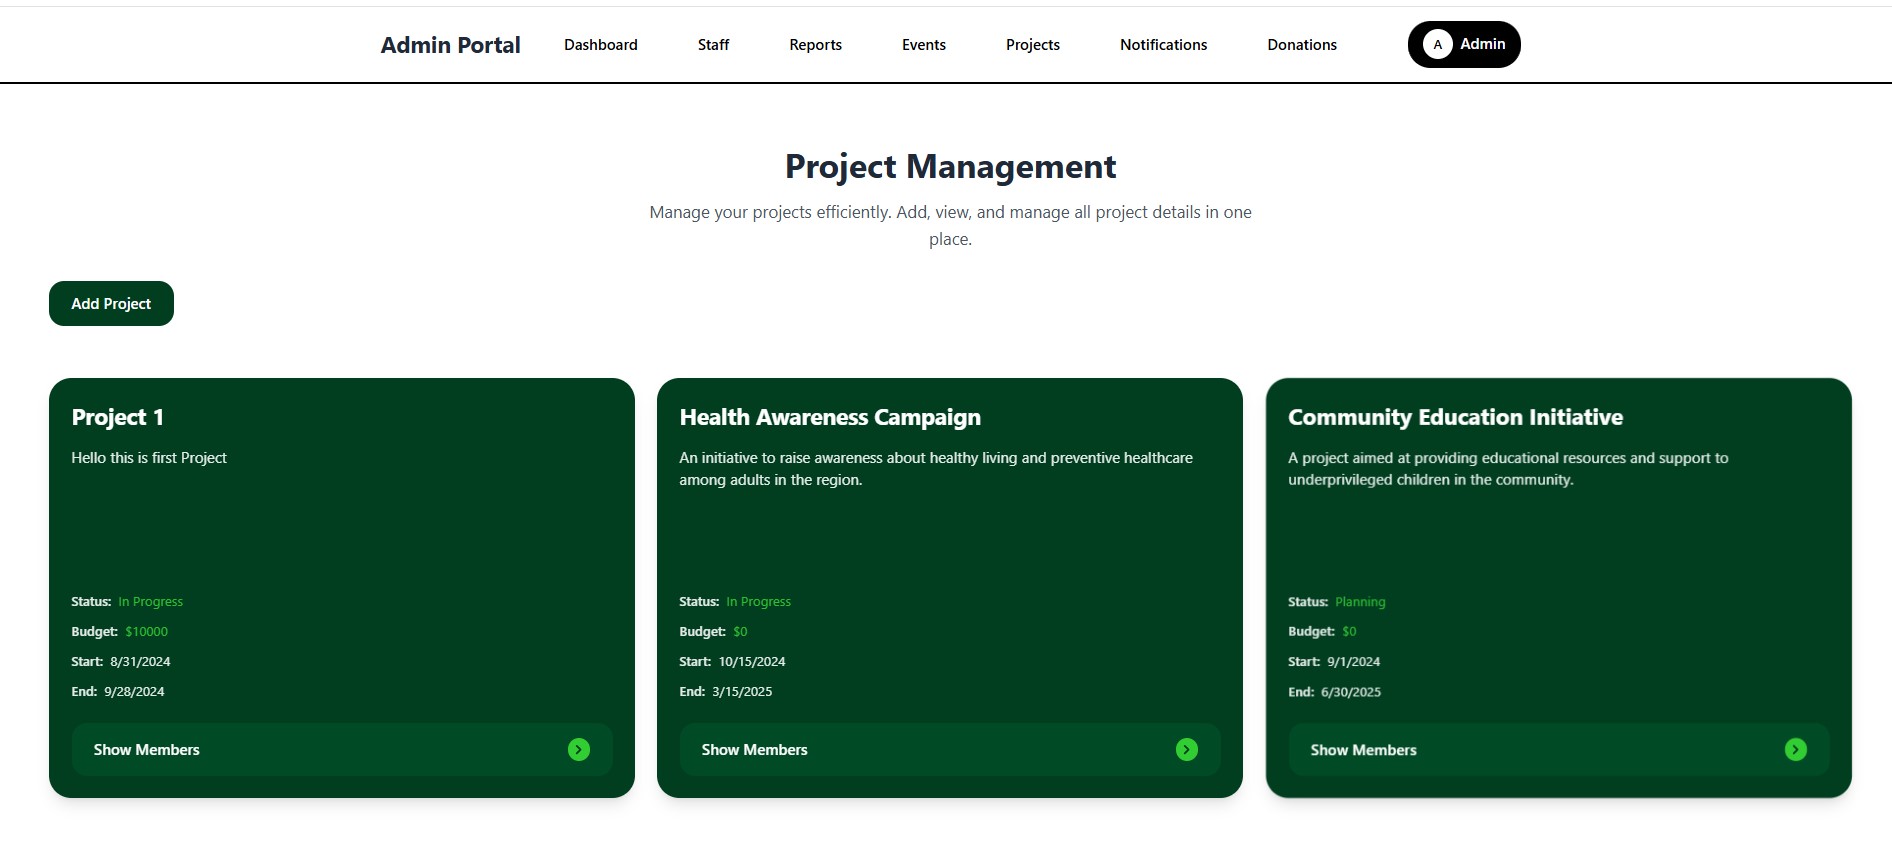 Admin Portal Dashboard Staff Reports Events Projects Notifications Donations A Admin
Project Management
Manage your projects efficiently. Add, view, and manage all project details in one
place.
Add Project
Project 1
Hello this is first Project
Status: In Progress
Budget: $10000
Start: 8/31/2024
End: 9/28/2024
Show Members
Health Awareness Campaign
An initiative to raise awareness about healthy living and preventive healthcare
among adults in the region.
Status: In Progress
Budget: $0
Start: 10/15/2024
End: 3/15/2025
Show Members
Community Education Initiative
A project aimed at providing educational resources and support to
underprivileged children in the community.
Status: Planning
Budget: $0
Start: 9/1/2024
End: 6/30/2025
Show Members